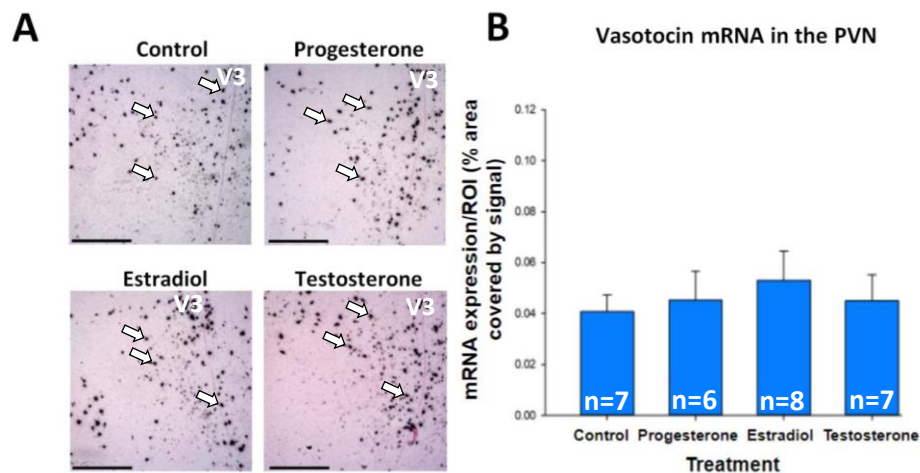 A
Control
Progesterone
V3
V3
Estradiol
Testosterone
V3
V3
B
Vasotocin mRNA in the PVN
mRNA expression/ROI (% area
covered by signal)
0.12
0.10
0.08
0.06
0.04
0.02
0.00
n=7
n=6
n=8
n=7
Control
Progesterone
Estradiol
Testosterone
Treatment